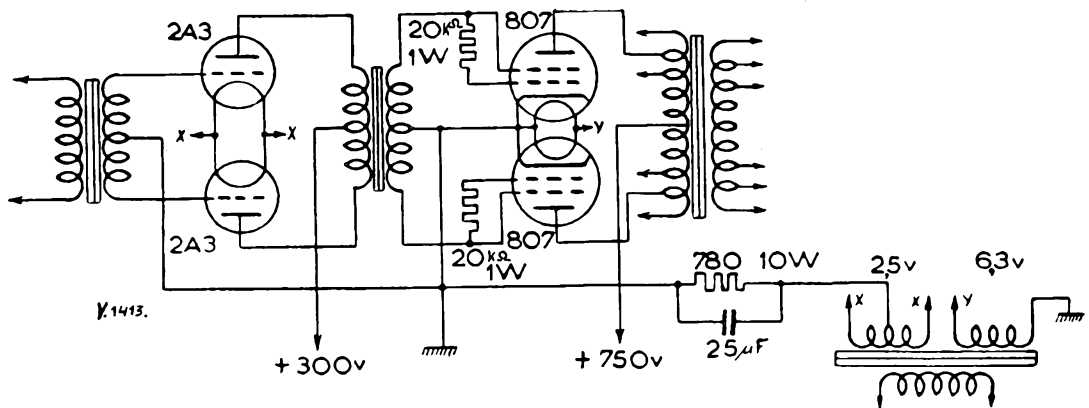 2A3
20kΩ
1W
807
X
X
Y
2A3
20kΩ
1W
807
780 10W
2,5v
6,3v
X
X
Y
25µF
V.1413.
+300v
+750v